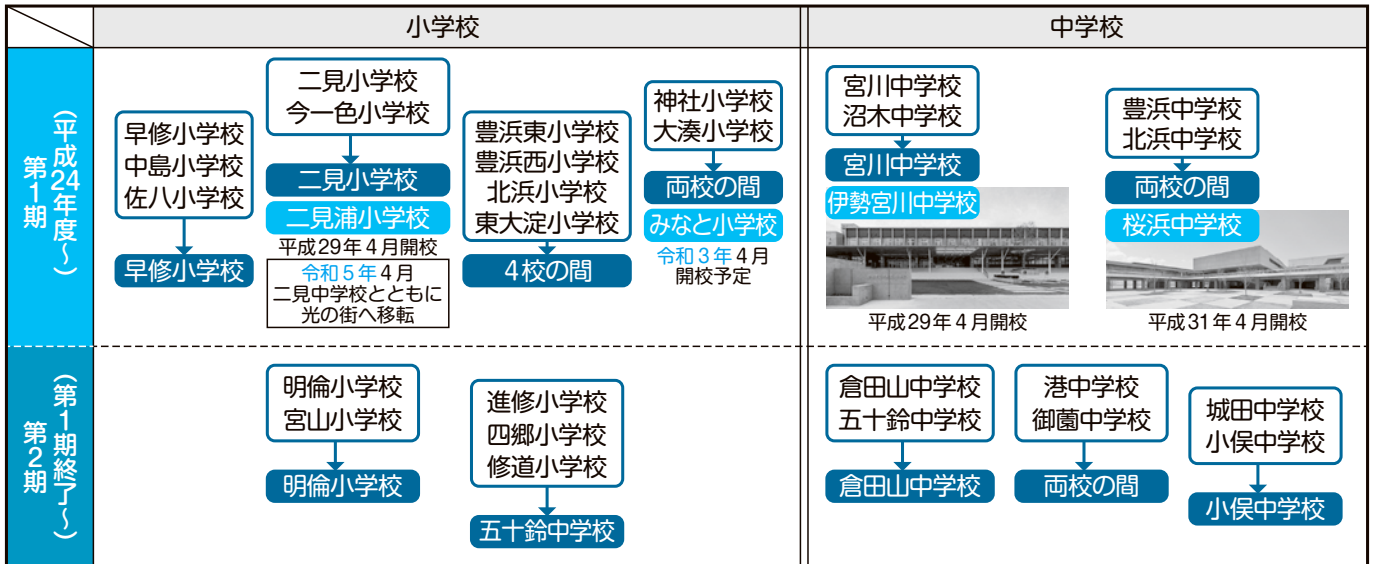 小学校
中学校
第1期
（平成24年度～）
早修小学校
中島小学校
佐八小学校
早修小学校
二見小学校
今一色小学校
二見小学校
二見浦小学校
平成29年4月開校
令和5年4月
二見中学校とともに
光の街へ移転
豊浜東小学校
豊浜西小学校
北浜小学校
東大淀小学校
4校の間
神社小学校
大湊小学校
両校の間
みなと小学校
令和3年4月
開校予定
宮川中学校
沼木中学校
宮川中学校
伊勢宮川中学校
平成29年4月開校
豊浜中学校
北浜中学校
両校の間
桜浜中学校
平成31年4月開校
第2期
（第1期終了～）
明倫小学校
宮山小学校
明倫小学校
進修小学校
四郷小学校
修道小学校
五十鈴中学校
倉田山中学校
五十鈴中学校
倉田山中学校
港中学校
御薗中学校
両校の間
城田中学校
小俣中学校
小俣中学校